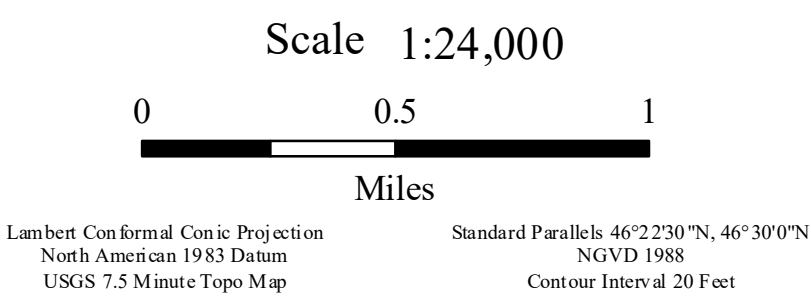 Scale 1:24,000
0 0.5 1
Miles
Lambert Conformal Conic Projection
North American 1983 Datum
USGS 7.5 Minute Topo Map
Standard Parallels 46°22'30"N, 46°30'0"N
NGVD 1988
Contour Interval 20 Feet